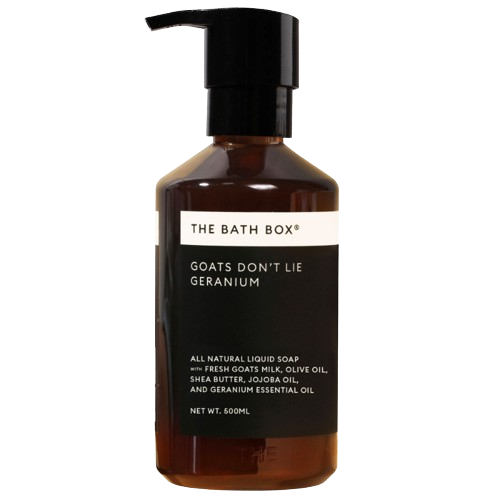 THE BATH BOX®
GOATS DON'T LIE
GERANIUM
ALL NATURAL LIQUID SOAP
WITH FRESH GOATS MILK, OLIVE OIL,
SHEA BUTTER, JOJOBA OIL,
AND GERANIUM ESSENTIAL OIL
NET WT. 500ML
THE